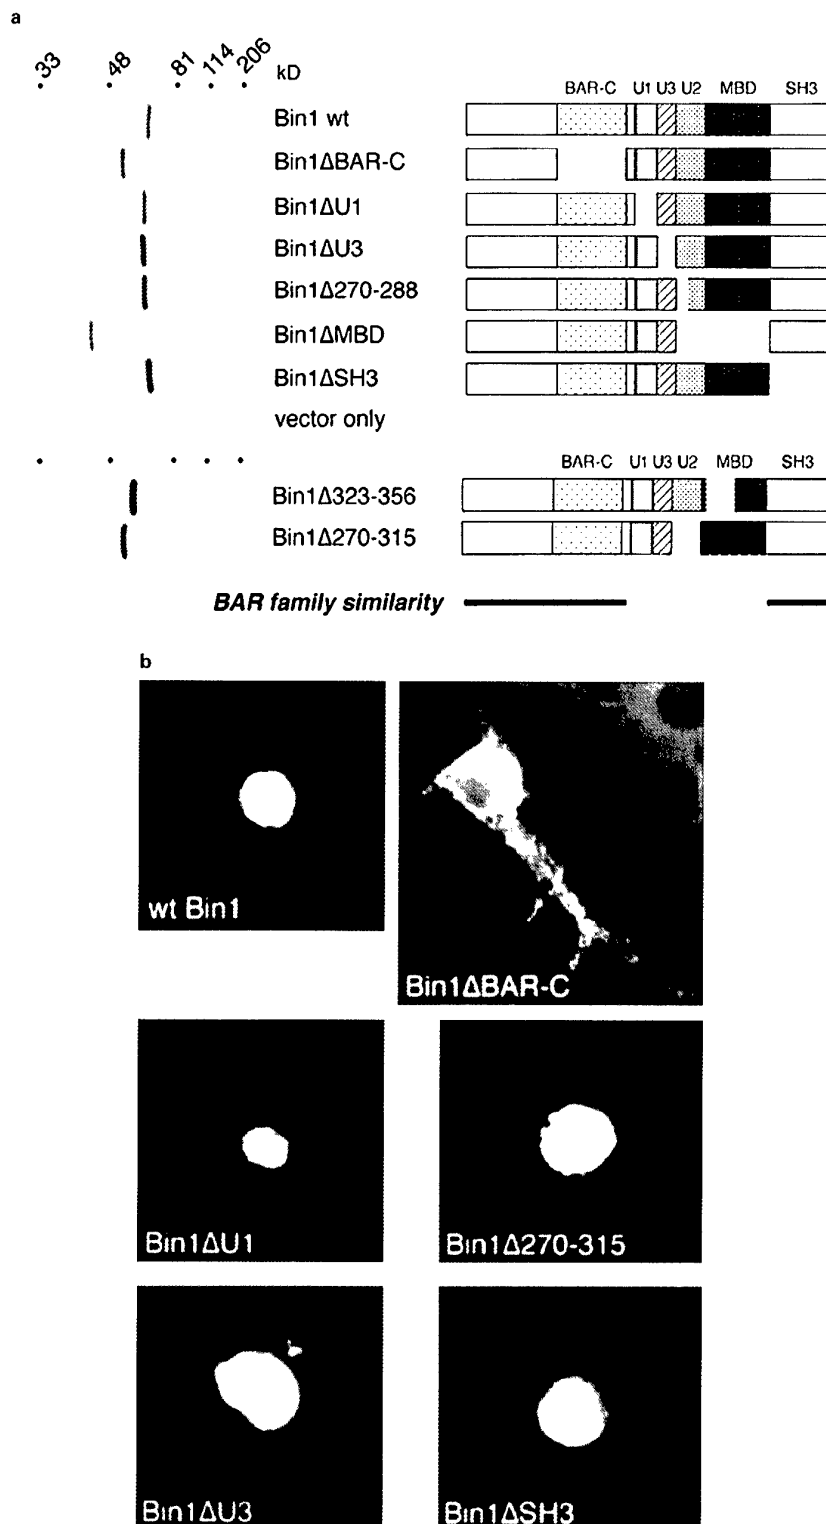 a
33 48 81 114 206 kD
BAR-C U1 U3 U2 MBD SH3
Bin1 wt
Bin1ΔBAR-C
Bin1ΔU1
Bin1ΔU3
Bin1Δ270-288
Bin1ΔMBD
Bin1ΔSH3
vector only
BAR-C U1 U3 U2 MBD SH3
Bin1Δ323-356
Bin1Δ270-315
BAR family similarity
b
wt Bin1
Bin1ΔBAR-C
Bin1ΔU1
Bin1Δ270-315
Bin1ΔU3
Bin1ΔSH3